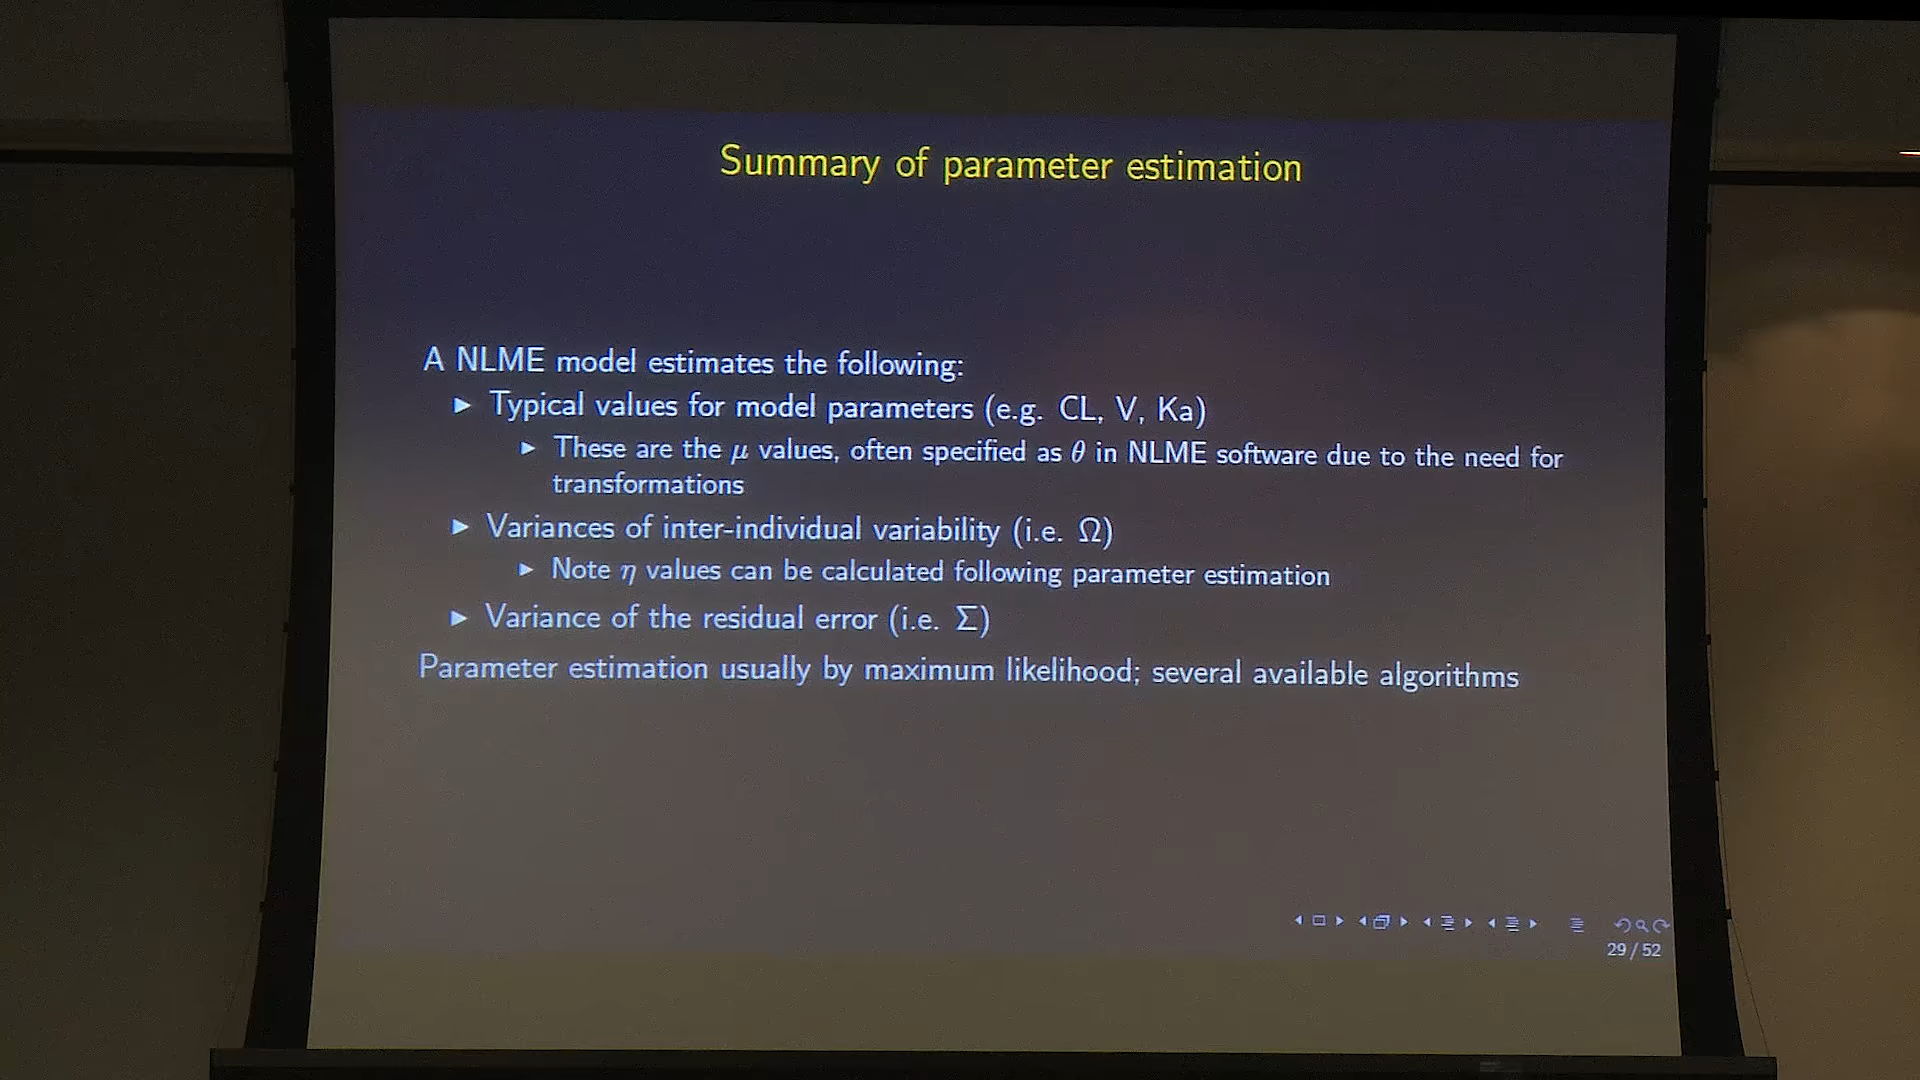 Summary of parameter estimation
A NLME model estimates the following:
► Typical values for model parameters (e.g. CL, V, Ka)
► These are the μ values, often specified as θ in NLME software due to the need for
transformations
► Variances of inter-individual variability (i.e. Ω)
► Note η values can be calculated following parameter estimation
► Variance of the residual error (i.e. Σ)
Parameter estimation usually by maximum likelihood; several available algorithms
29 / 52